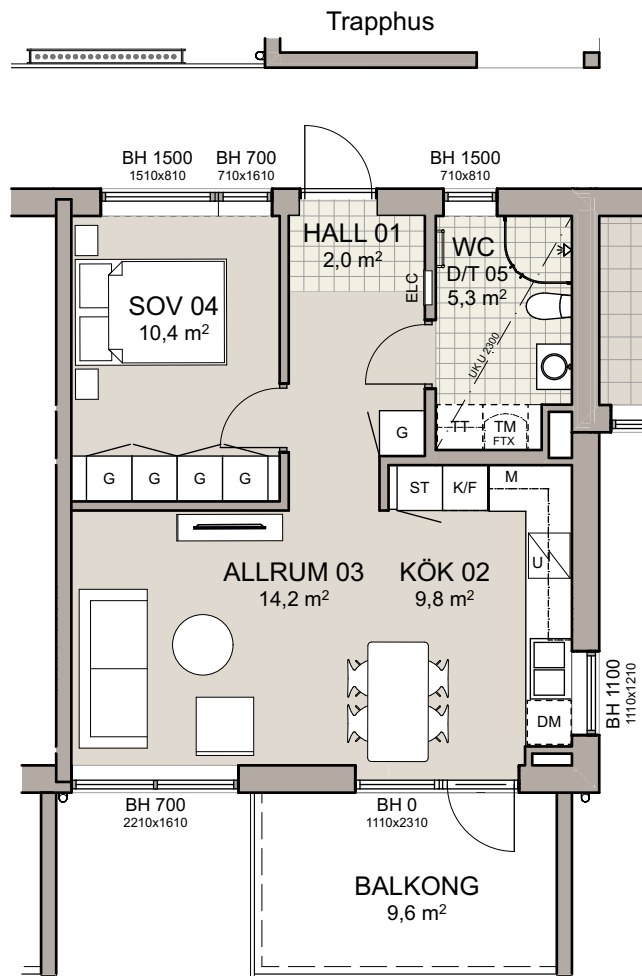 Trapphus
BH 1500
1510x810
BH 700
710x1610
BH 1500
710x810
HALL 01
2,0 m²
WC
D/T 05
5,3 m²
ELC
SOV 04
10,4 m²
UK U 2300
G
TT
TM
FTX
G
G
G
G
ST
K/F
M
U
ALLRUM 03
14,2 m²
KÖK 02
9,8 m²
BH 1100
1110x1210
DM
BH 700
2210x1610
BH 0
1110x2310
BALKONG
9,6 m²